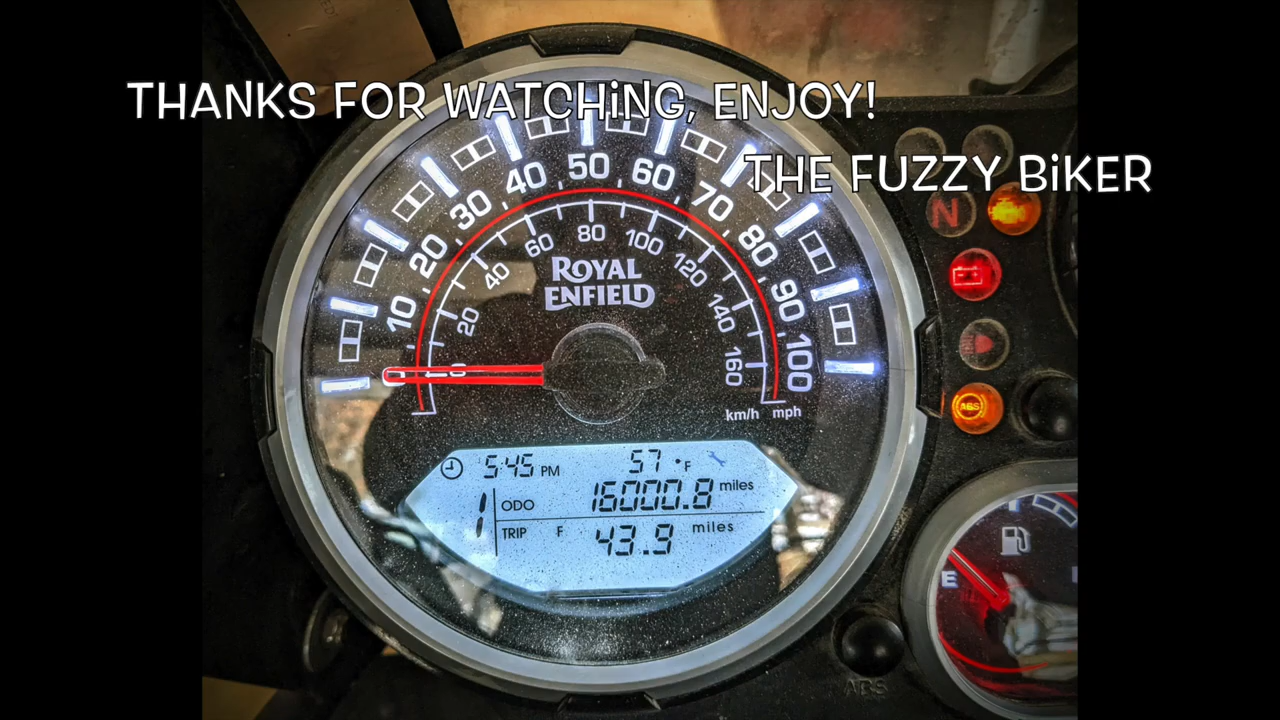 THANKS FOR WATCHiNG, ENJOY!
THE FUZZY BiKER
10 20 30 40 50 60 70 80 90 100
0 20 40 60 80 100 120 140 160
ROYAL
ENFIELD
km/h mph
N
ABS
5:45 PM 57 °F
1 ODO 16000.8 miles
TRIP F 43.9 miles
E
ABS